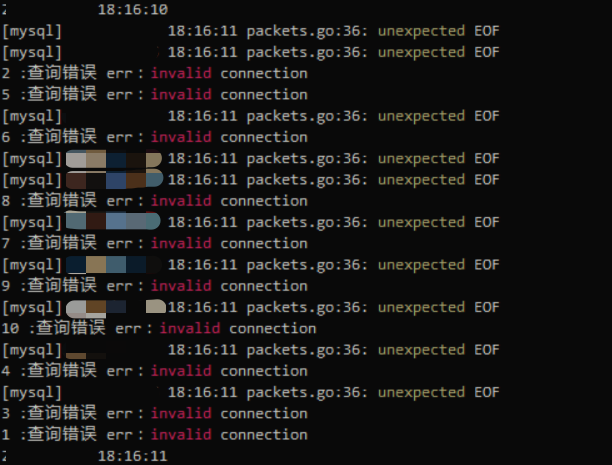 18:16:10
[mysql] 18:16:11 packets.go:36: unexpected EOF
[mysql] 18:16:11 packets.go:36: unexpected EOF
2 :查询错误 err：invalid connection
5 :查询错误 err：invalid connection
[mysql] 18:16:11 packets.go:36: unexpected EOF
6 :查询错误 err：invalid connection
[mysql] 18:16:11 packets.go:36: unexpected EOF
[mysql] 18:16:11 packets.go:36: unexpected EOF
8 :查询错误 err：invalid connection
[mysql] 18:16:11 packets.go:36: unexpected EOF
7 :查询错误 err：invalid connection
[mysql] 18:16:11 packets.go:36: unexpected EOF
9 :查询错误 err：invalid connection
[mysql] 18:16:11 packets.go:36: unexpected EOF
10 :查询错误 err：invalid connection
[mysql] 18:16:11 packets.go:36: unexpected EOF
4 :查询错误 err：invalid connection
[mysql] 18:16:11 packets.go:36: unexpected EOF
3 :查询错误 err：invalid connection
1 :查询错误 err：invalid connection
18:16:11